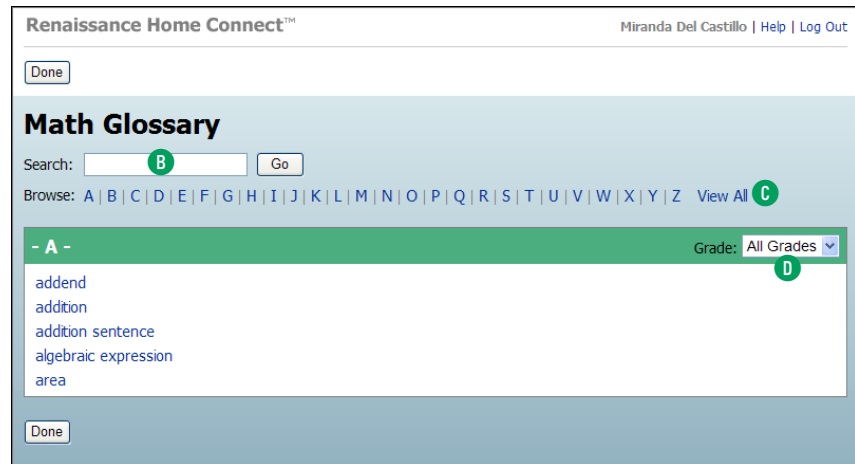 Renaissance Home Connect™ Miranda Del Castillo | Help | Log Out
Done
Math Glossary
Search: B Go
Browse: A | B | C | D | E | F | G | H | I | J | K | L | M | N | O | P | Q | R | S | T | U | V | W | X | Y | Z View All C
- A - Grade: All Grades
D
addend
addition
addition sentence
algebraic expression
area
Done